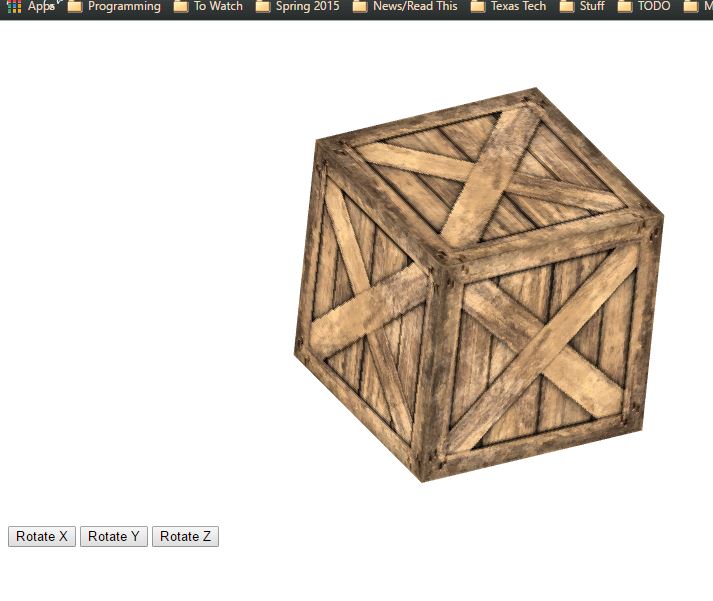 Apps Programming To Watch Spring 2015 News/Read This Texas Tech Stuff TODO M
Rotate X Rotate Y Rotate Z